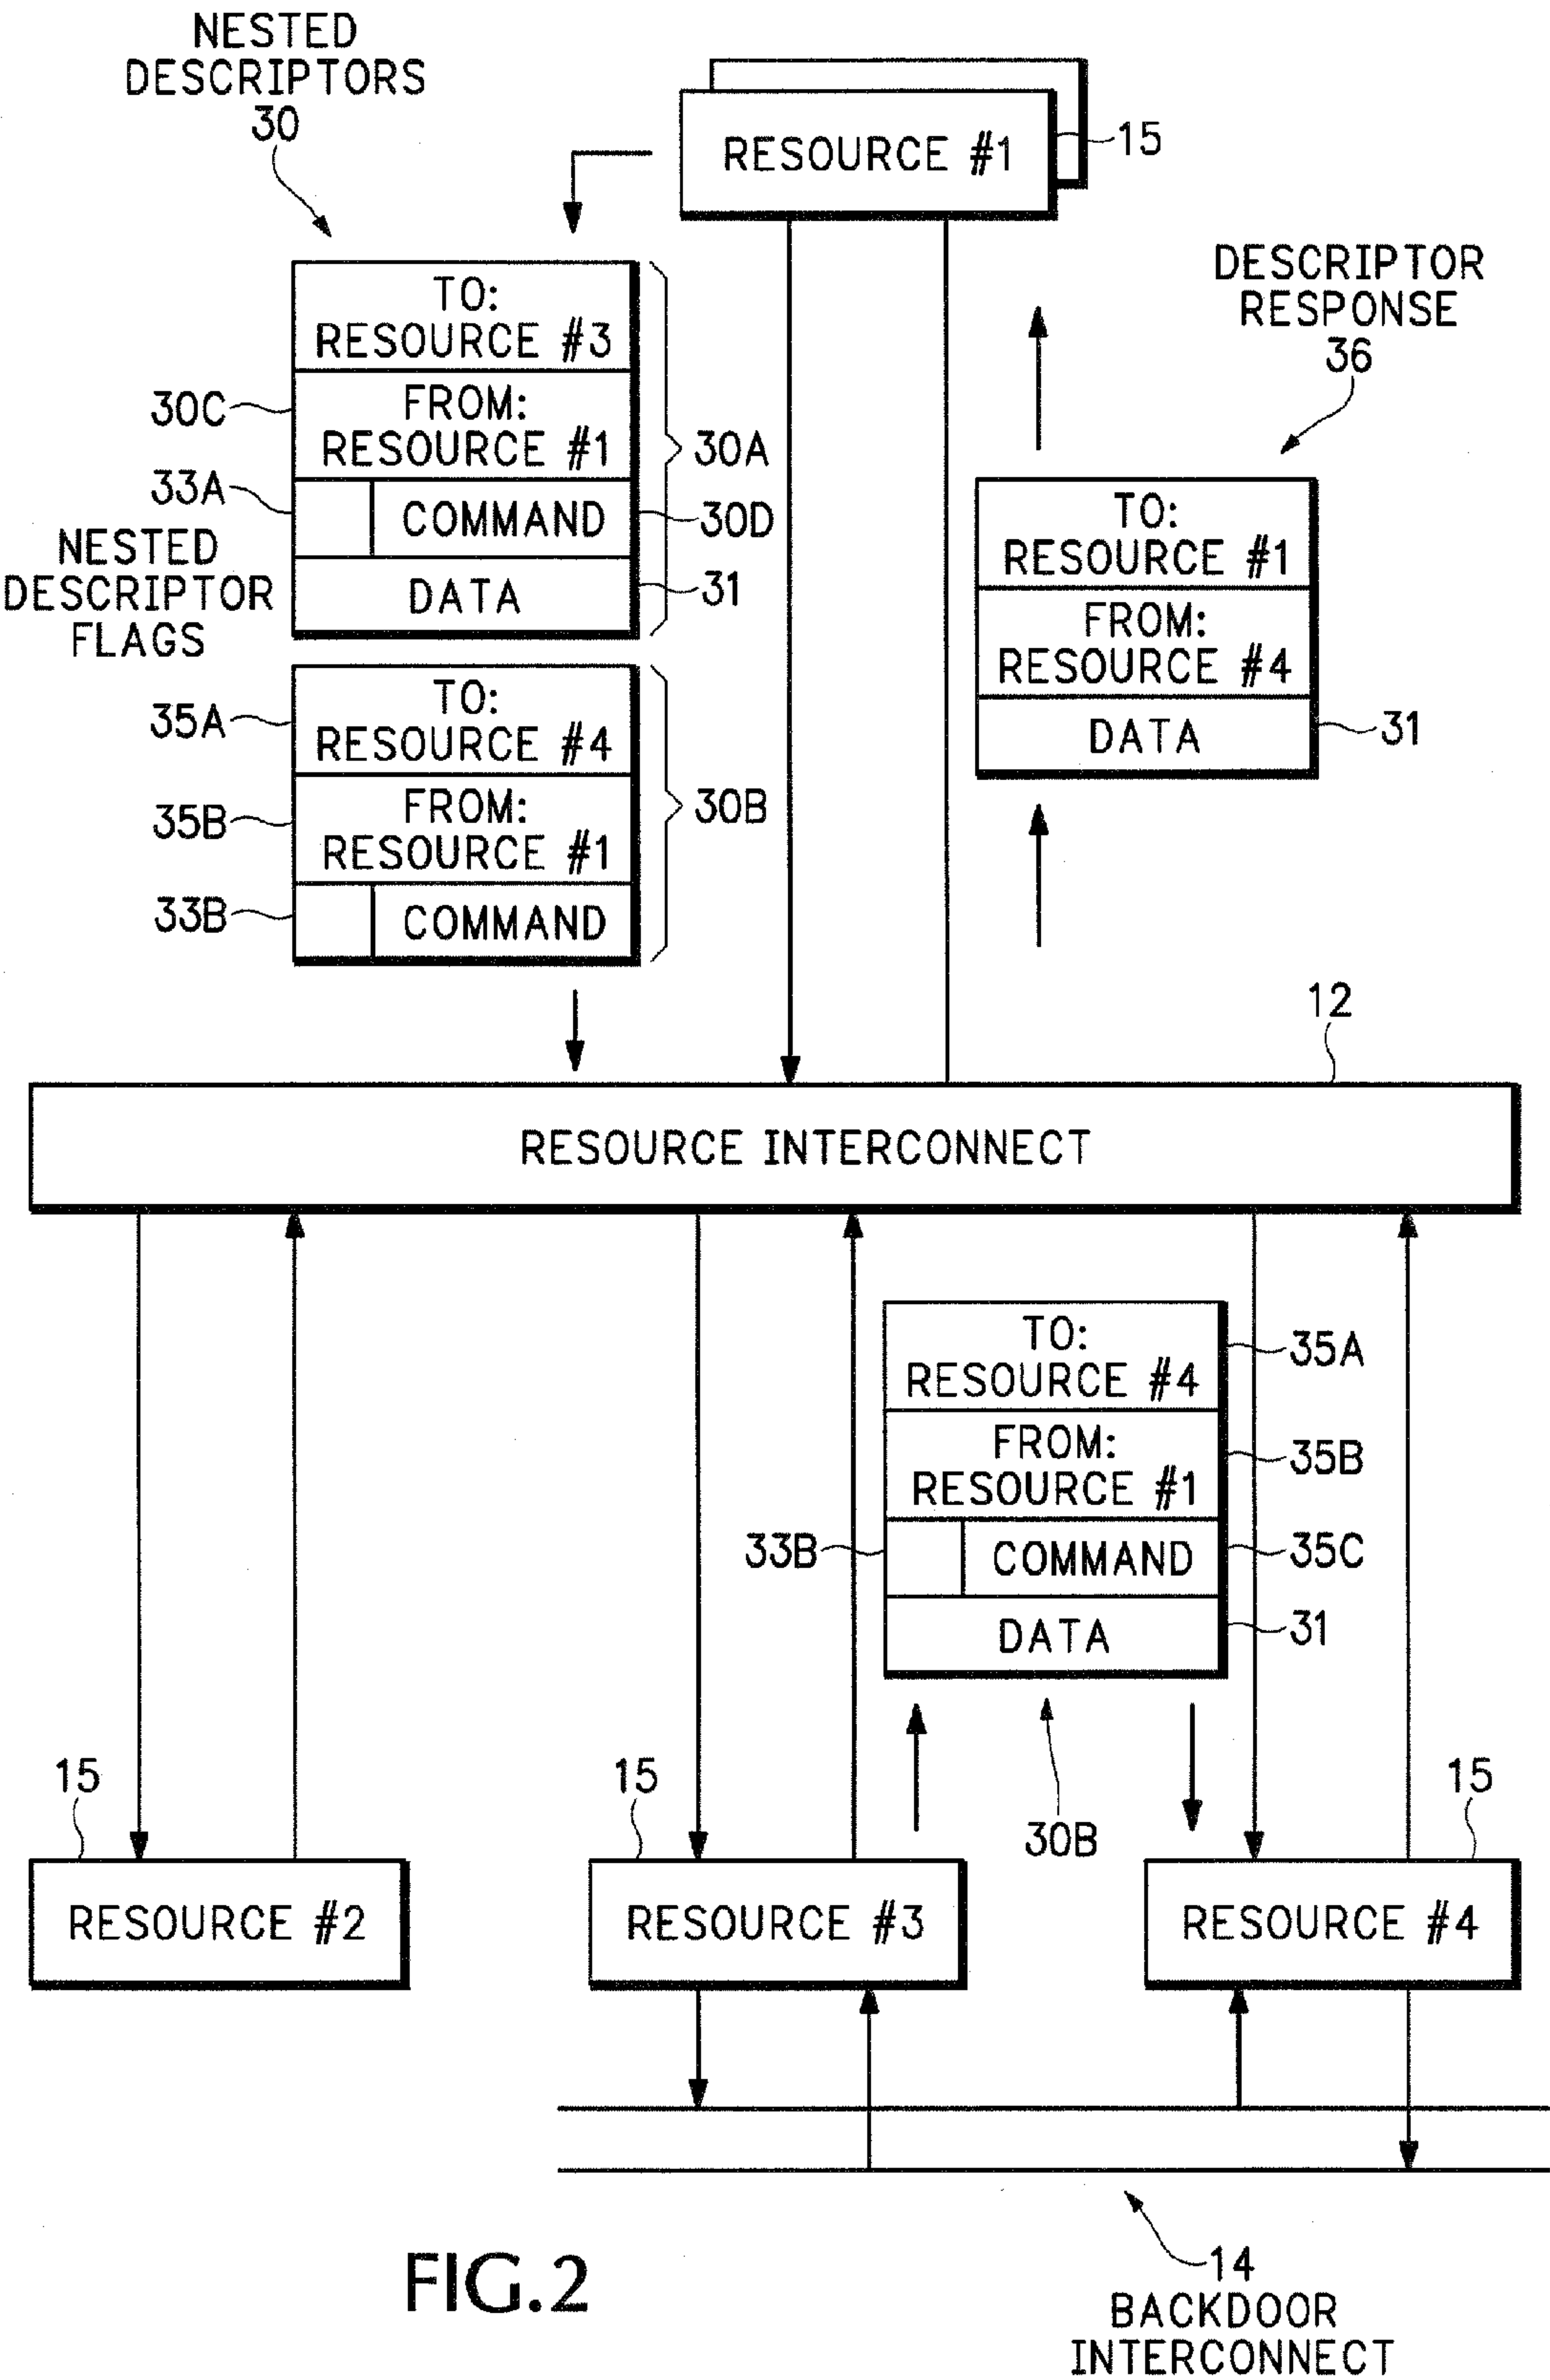 NESTED
DESCRIPTORS
30
RESOURCE #1
15
DESCRIPTOR
RESPONSE
36
TO:
RESOURCE #3
30C
FROM:
RESOURCE #1
30A
33A
COMMAND
30D
NESTED
DESCRIPTOR
FLAGS
DATA
31
TO:
RESOURCE #1
FROM:
RESOURCE #4
DATA
31
35A
TO:
RESOURCE #4
35B
FROM:
RESOURCE #1
30B
33B
COMMAND
12
RESOURCE INTERCONNECT
TO:
RESOURCE #4
35A
FROM:
RESOURCE #1
35B
33B
COMMAND
35C
DATA
31
30B
15
15
15
RESOURCE #2
RESOURCE #3
RESOURCE #4
14
BACKDOOR
INTERCONNECT
FIG.2